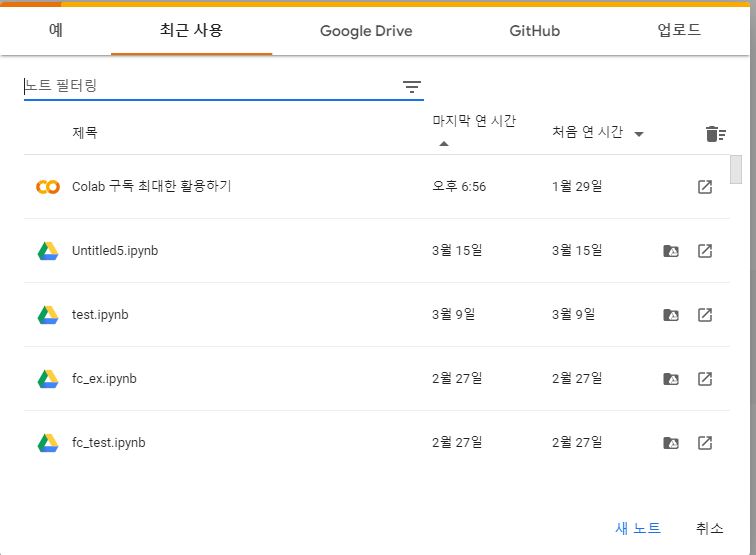 예 최근 사용 Google Drive GitHub 업로드
노트 필터링
제목 마지막 연 시간 처음 연 시간
Colab 구독 최대한 활용하기 오후 6:56 1월 29일
Untitled5.ipynb 3월 15일 3월 15일
test.ipynb 3월 9일 3월 9일
fc_ex.ipynb 2월 27일 2월 27일
fc_test.ipynb 2월 27일 2월 27일
새 노트 취소